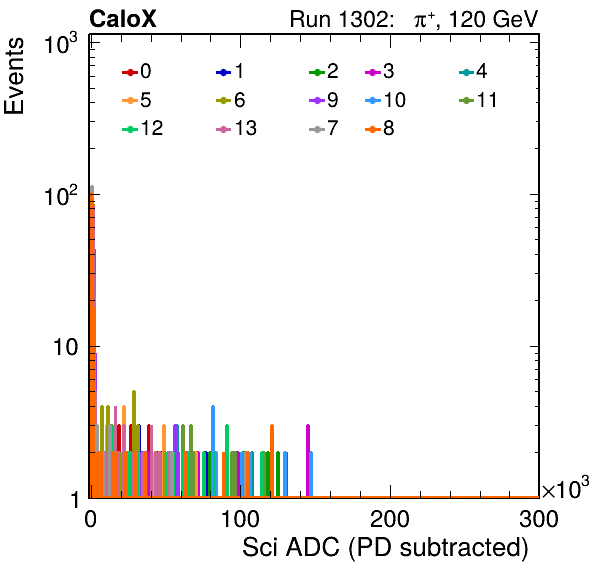 CaloX Run 1302: π⁺, 120 GeV
Events
10³
0 1 2 3 4
5 6 9 10 11
12 13 7 8
10²
10
1
0 100 200 300
×10³
Sci ADC (PD subtracted)